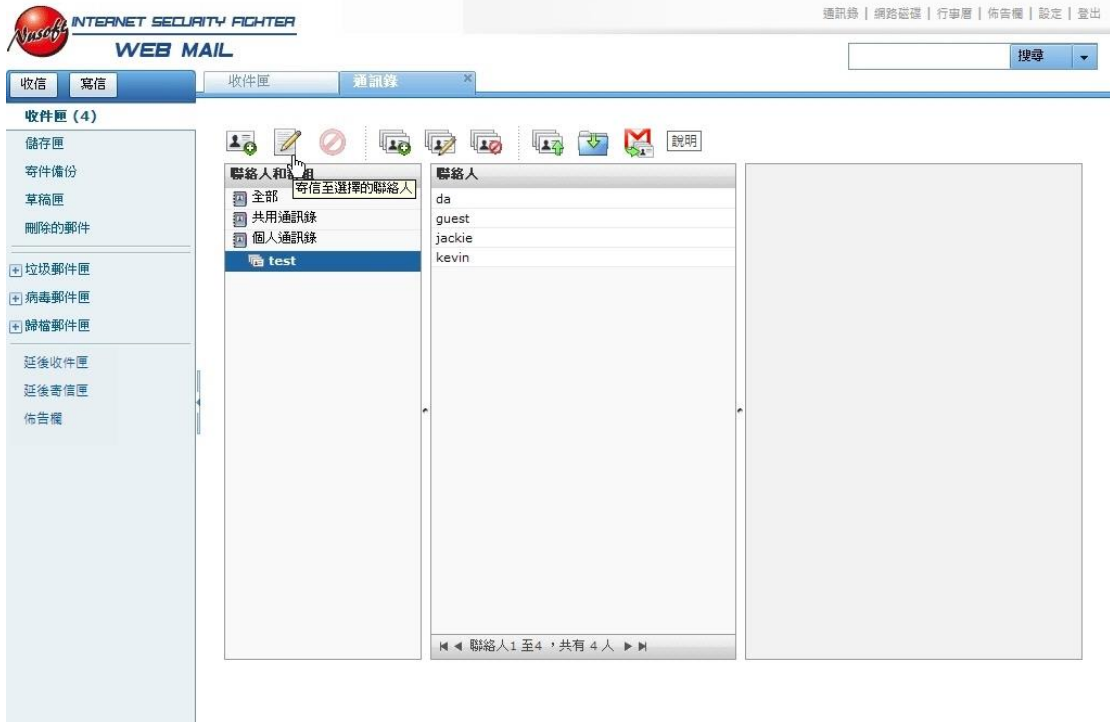 Nusoft INTERNET SECURITY FIGHTER
WEB MAIL
通訊錄 | 網路磁碟 | 行事曆 | 佈告欄 | 設定 | 登出
搜尋
收信 寫信
收件匣 通訊錄 ×
收件匣 (4)
儲存匣
寄件備份
草稿匣
刪除的郵件
垃圾郵件匣
病毒郵件匣
歸檔郵件匣
延後收件匣
延後寄信匣
佈告欄
說明
聯絡人和群組
寄信至選擇的聯絡人
全部
共用通訊錄
個人通訊錄
test
聯絡人
da
guest
jackie
kevin
聯絡人1 至4 ，共有 4 人